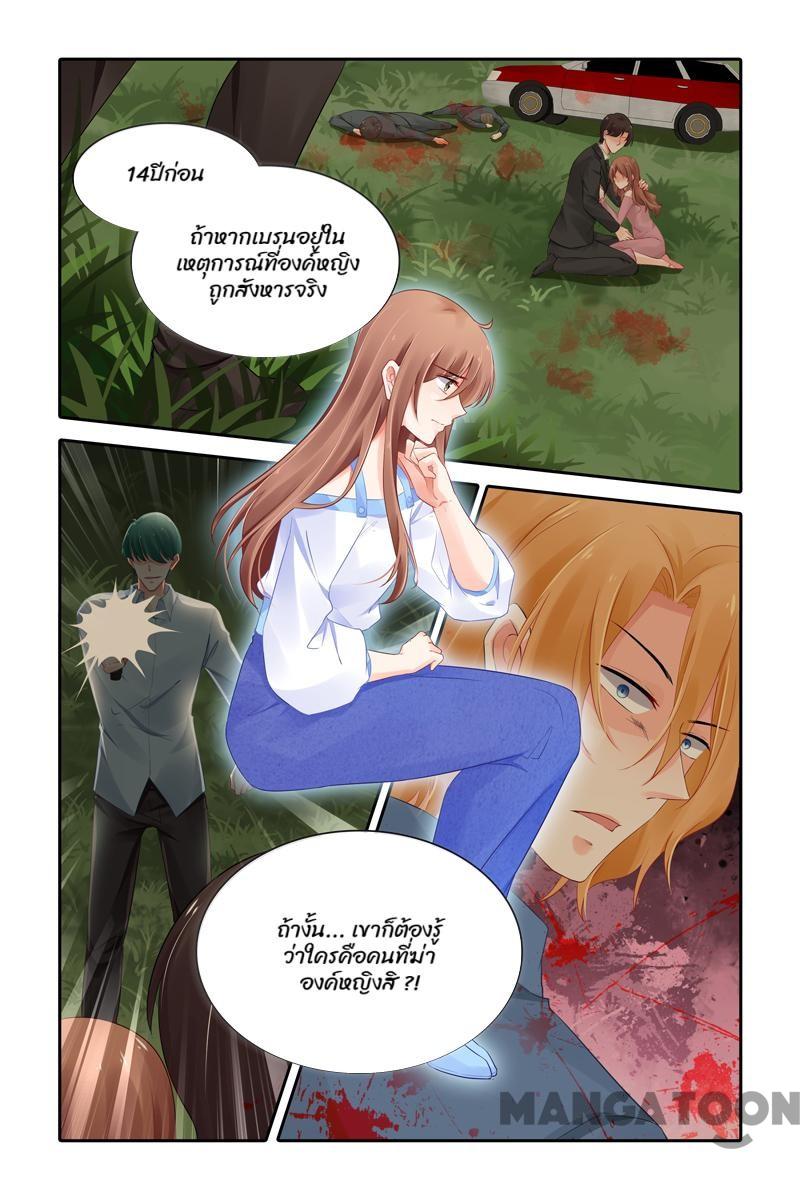 14ปีก่อน
ถ้าหากเบรนอยู่ใน
เหตุการณ์ที่องค์หญิง
ถูกสังหารจริง
ถ้างั้น... เขาก็ต้องรู้
ว่าใครคือคนที่ฆ่า
องค์หญิงสิ ?!
MANGATOON